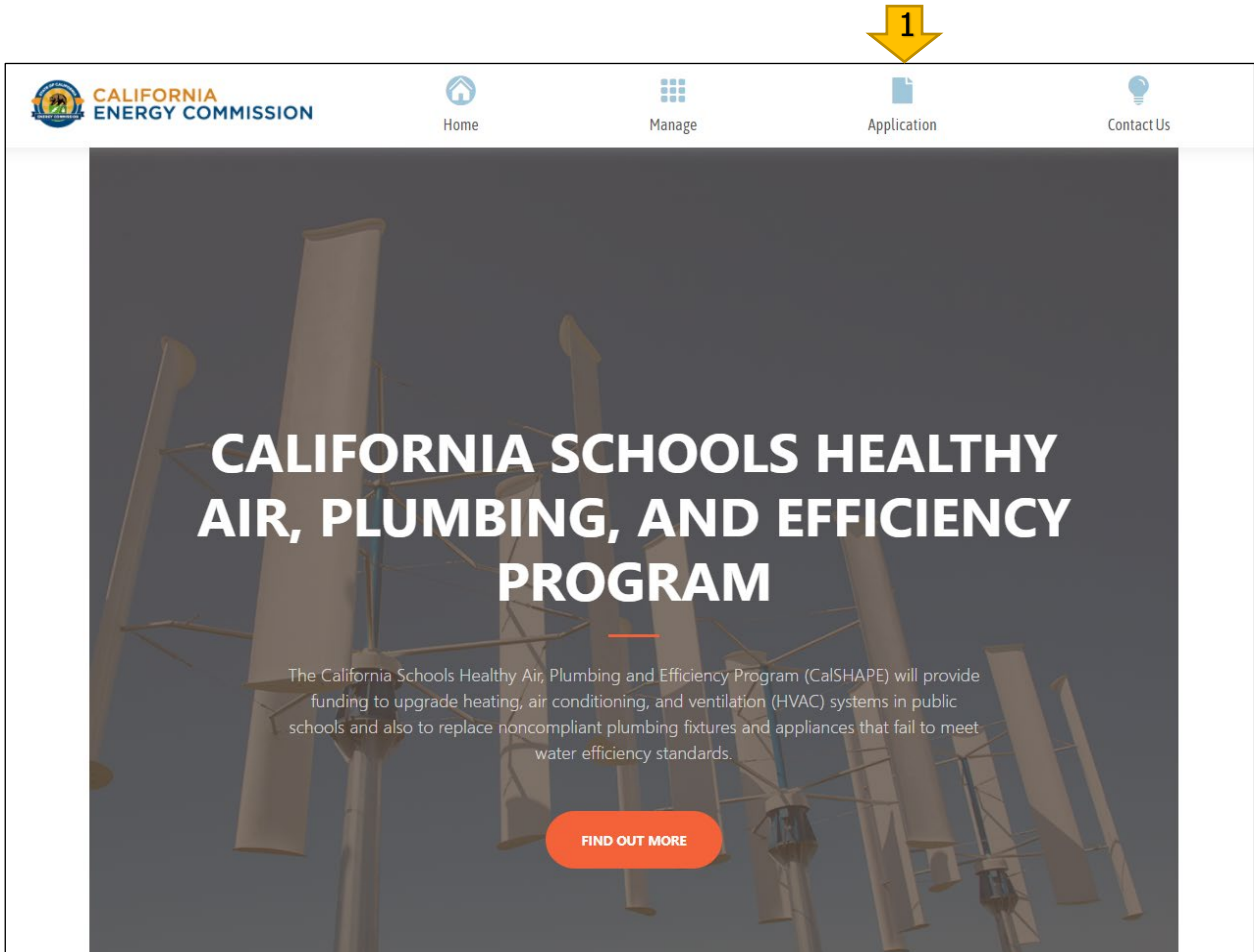 1
CALIFORNIA
ENERGY COMMISSION
Home
Manage
Application
Contact Us
CALIFORNIA SCHOOLS HEALTHY
AIR, PLUMBING, AND EFFICIENCY
PROGRAM
The California Schools Healthy Air, Plumbing and Efficiency Program (CalSHAPE) will provide
funding to upgrade heating, air conditioning, and ventilation (HVAC) systems in public
schools and also to replace noncompliant plumbing fixtures and appliances that fail to meet
water efficiency standards.
FIND OUT MORE